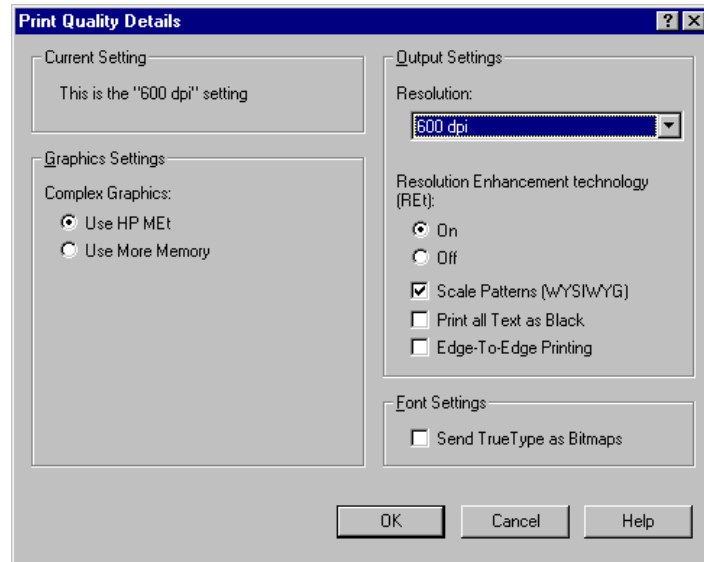 Print Quality Details
Current Setting
This is the "600 dpi" setting
Graphics Settings
Complex Graphics:
Use HP MEt
Use More Memory
Output Settings
Resolution:
600 dpi
Resolution Enhancement technology
(REt):
On
Off
Scale Patterns (WYSIWYG)
Print all Text as Black
Edge-To-Edge Printing
Font Settings
Send TrueType as Bitmaps
OK
Cancel
Help